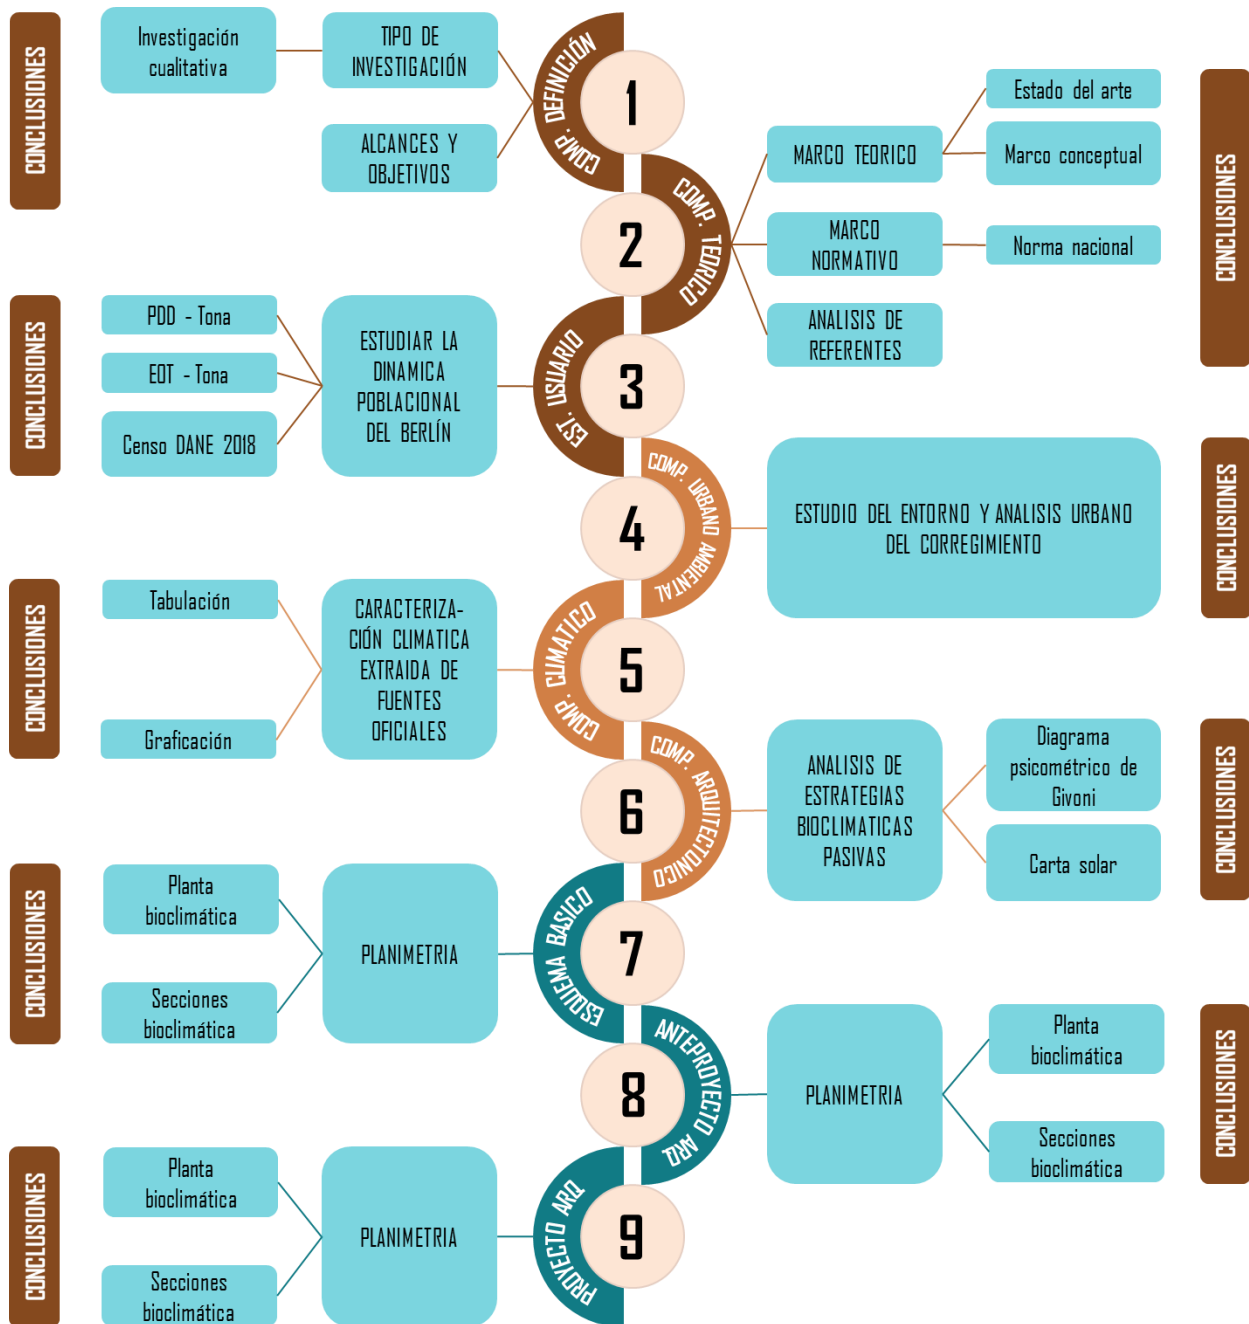 CONCLUSIONES
Investigación
cualitativa
TIPO DE
INVESTIGACIÓN
ALCANCES Y
OBJETIVOS
COMP. DEFINICIÓN
1
2
COMP. TEORICO
MARCO TEORICO
Estado del arte
Marco conceptual
MARCO
NORMATIVO
Norma nacional
ANALISIS DE
REFERENTES
CONCLUSIONES
CONCLUSIONES
PDD - Tona
EOT - Tona
Censo DANE 2018
ESTUDIAR LA
DINAMICA
POBLACIONAL
DEL BERLÍN
EST. USUARIO
3
4
COMP. URBANO AMBIENTAL
ESTUDIO DEL ENTORNO Y ANALISIS URBANO
DEL CORREGIMIENTO
CONCLUSIONES
CONCLUSIONES
Tabulación
Graficación
CARACTERIZA-
CIÓN CLIMATICA
EXTRAIDA DE
FUENTES
OFICIALES
COMP. CLIMATICO
5
6
COMP. ARQUITECTONICO
ANALISIS DE
ESTRATEGIAS
BIOCLIMATICAS
PASIVAS
Diagrama
psicométrico de
Givoni
Carta solar
CONCLUSIONES
CONCLUSIONES
Planta
bioclimática
Secciones
bioclimática
PLANIMETRIA
ESQUEMA BASICO
7
8
ANTEPROYECTO ARQ.
PLANIMETRIA
Planta
bioclimática
Secciones
bioclimática
CONCLUSIONES
CONCLUSIONES
Planta
bioclimática
Secciones
bioclimática
PLANIMETRIA
PROYECTO ARQ.
9